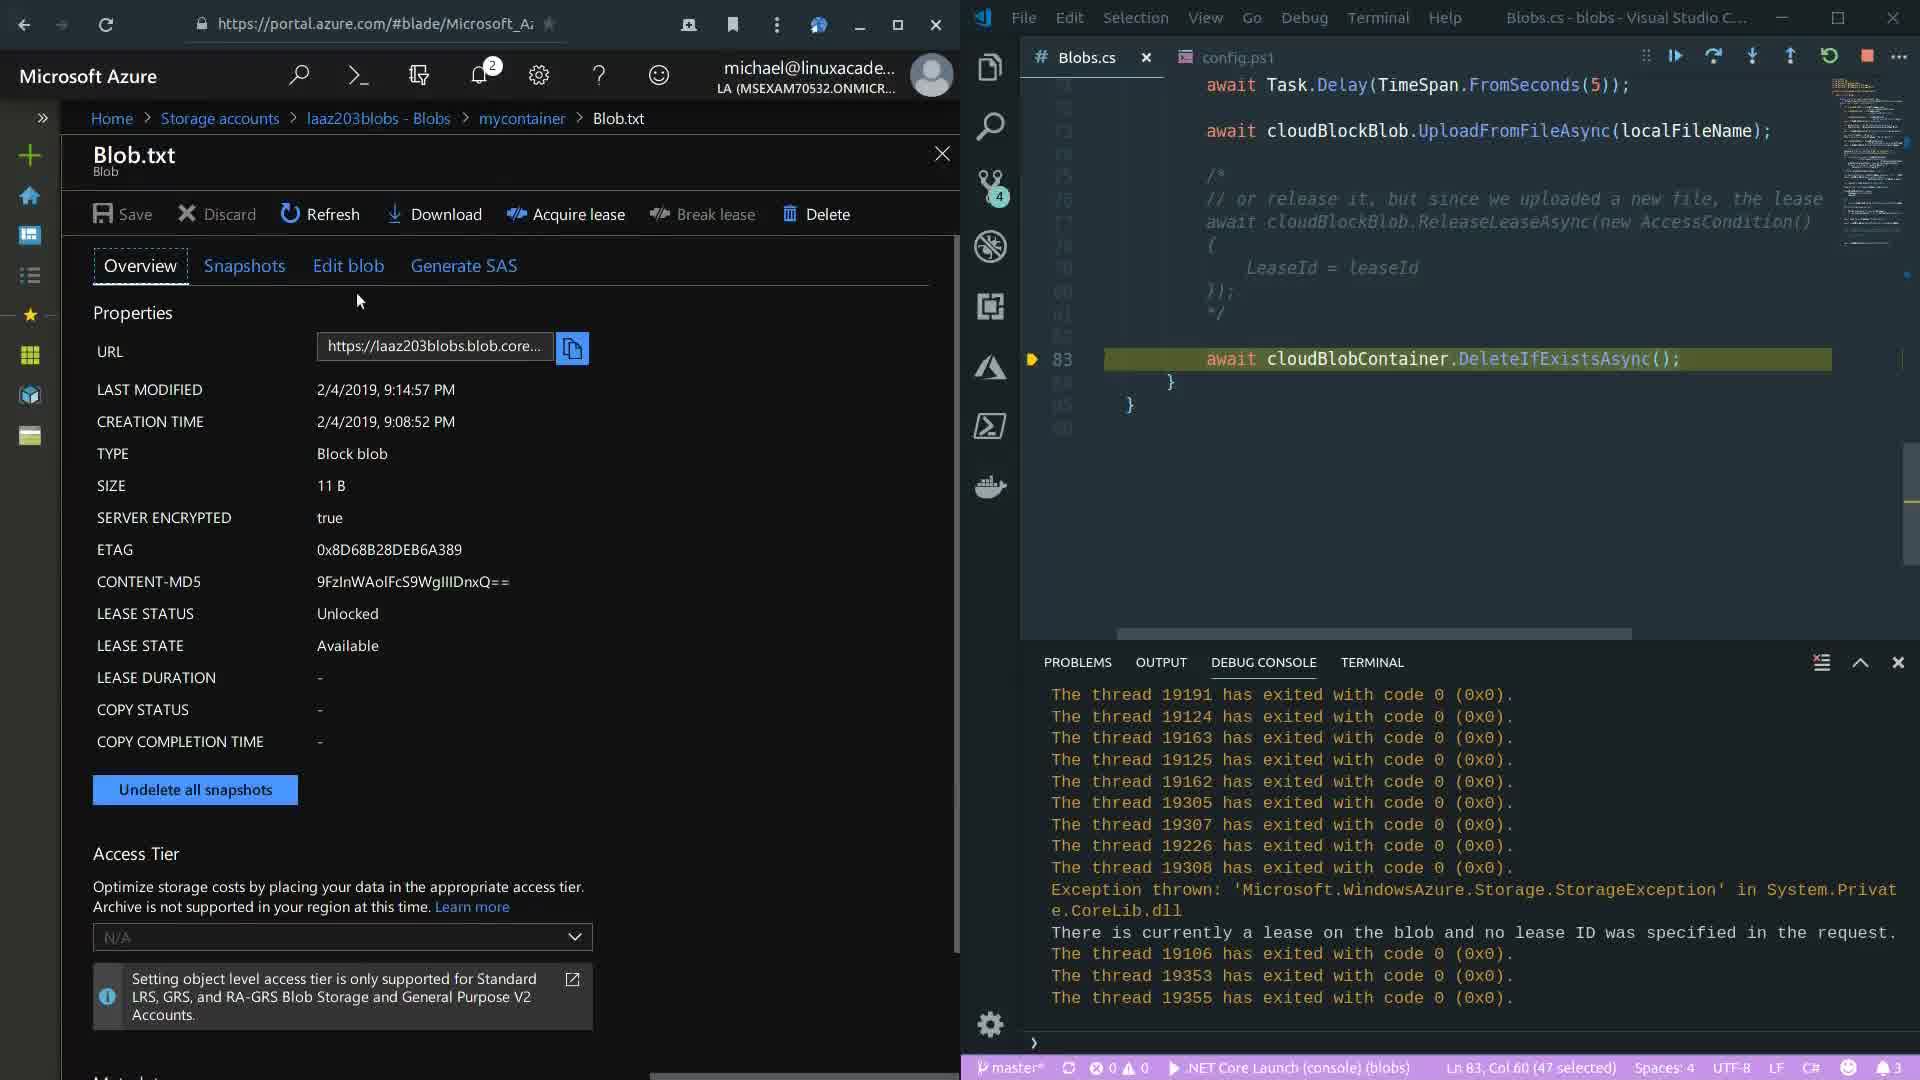 https://portal.azure.com/#blade/Microsoft_Az
Microsoft Azure
2
michael@linuxacade...
LA (MSEXAM70532.ONMICR...
Home > Storage accounts > laaz203blobs - Blobs > mycontainer > Blob.txt
Blob.txt
Blob
Save Discard Refresh Download Acquire lease Break lease Delete
Overview Snapshots Edit blob Generate SAS
Properties
URL https://laaz203blobs.blob.core...
LAST MODIFIED 2/4/2019, 9:14:57 PM
CREATION TIME 2/4/2019, 9:08:52 PM
TYPE Block blob
SIZE 11 B
SERVER ENCRYPTED true
ETAG 0x8D68B28DEB6A389
CONTENT-MD5
LEASE STATUS Unlocked
LEASE STATE Available
LEASE DURATION -
COPY STATUS -
COPY COMPLETION TIME -
Undelete all snapshots
Access Tier
Optimize storage costs by placing your data in the appropriate access tier.
Archive is not supported in your region at this time. Learn more
N/A
Setting object level access tier is only supported for Standard
LRS, GRS, and RA-GRS Blob Storage and General Purpose V2
Accounts.
File Edit Selection View Go Debug Terminal Help Blobs.cs - blobs - Visual Studio C...
# Blobs.cs config.ps1
await Task.Delay(TimeSpan.FromSeconds(5));
await cloudBlockBlob.UploadFromFileAsync(localFileName);
/*
// or release it, but since we uploaded a new file, the lease
await cloudBlockBlob.ReleaseLeaseAsync(new AccessCondition()
{
LeaseId = leaseId
});
*/
83 await cloudBlobContainer.DeleteIfExistsAsync();
}
}
4
PROBLEMS OUTPUT DEBUG CONSOLE TERMINAL
The thread 19191 has exited with code 0 (0x0).
The thread 19124 has exited with code 0 (0x0).
The thread 19163 has exited with code 0 (0x0).
The thread 19125 has exited with code 0 (0x0).
The thread 19162 has exited with code 0 (0x0).
The thread 19305 has exited with code 0 (0x0).
The thread 19307 has exited with code 0 (0x0).
The thread 19226 has exited with code 0 (0x0).
The thread 19308 has exited with code 0 (0x0).
Exception thrown: 'Microsoft.WindowsAzure.Storage.StorageException' in System.Privat
e.CoreLib.dll
There is currently a lease on the blob and no lease ID was specified in the request.
The thread 19106 has exited with code 0 (0x0).
The thread 19353 has exited with code 0 (0x0).
The thread 19355 has exited with code 0 (0x0).
master* 0 0 .NET Core Launch (console) (blobs) Ln 83, Col 60 (47 selected) Spaces: 4 UTF-8 LF C# 3